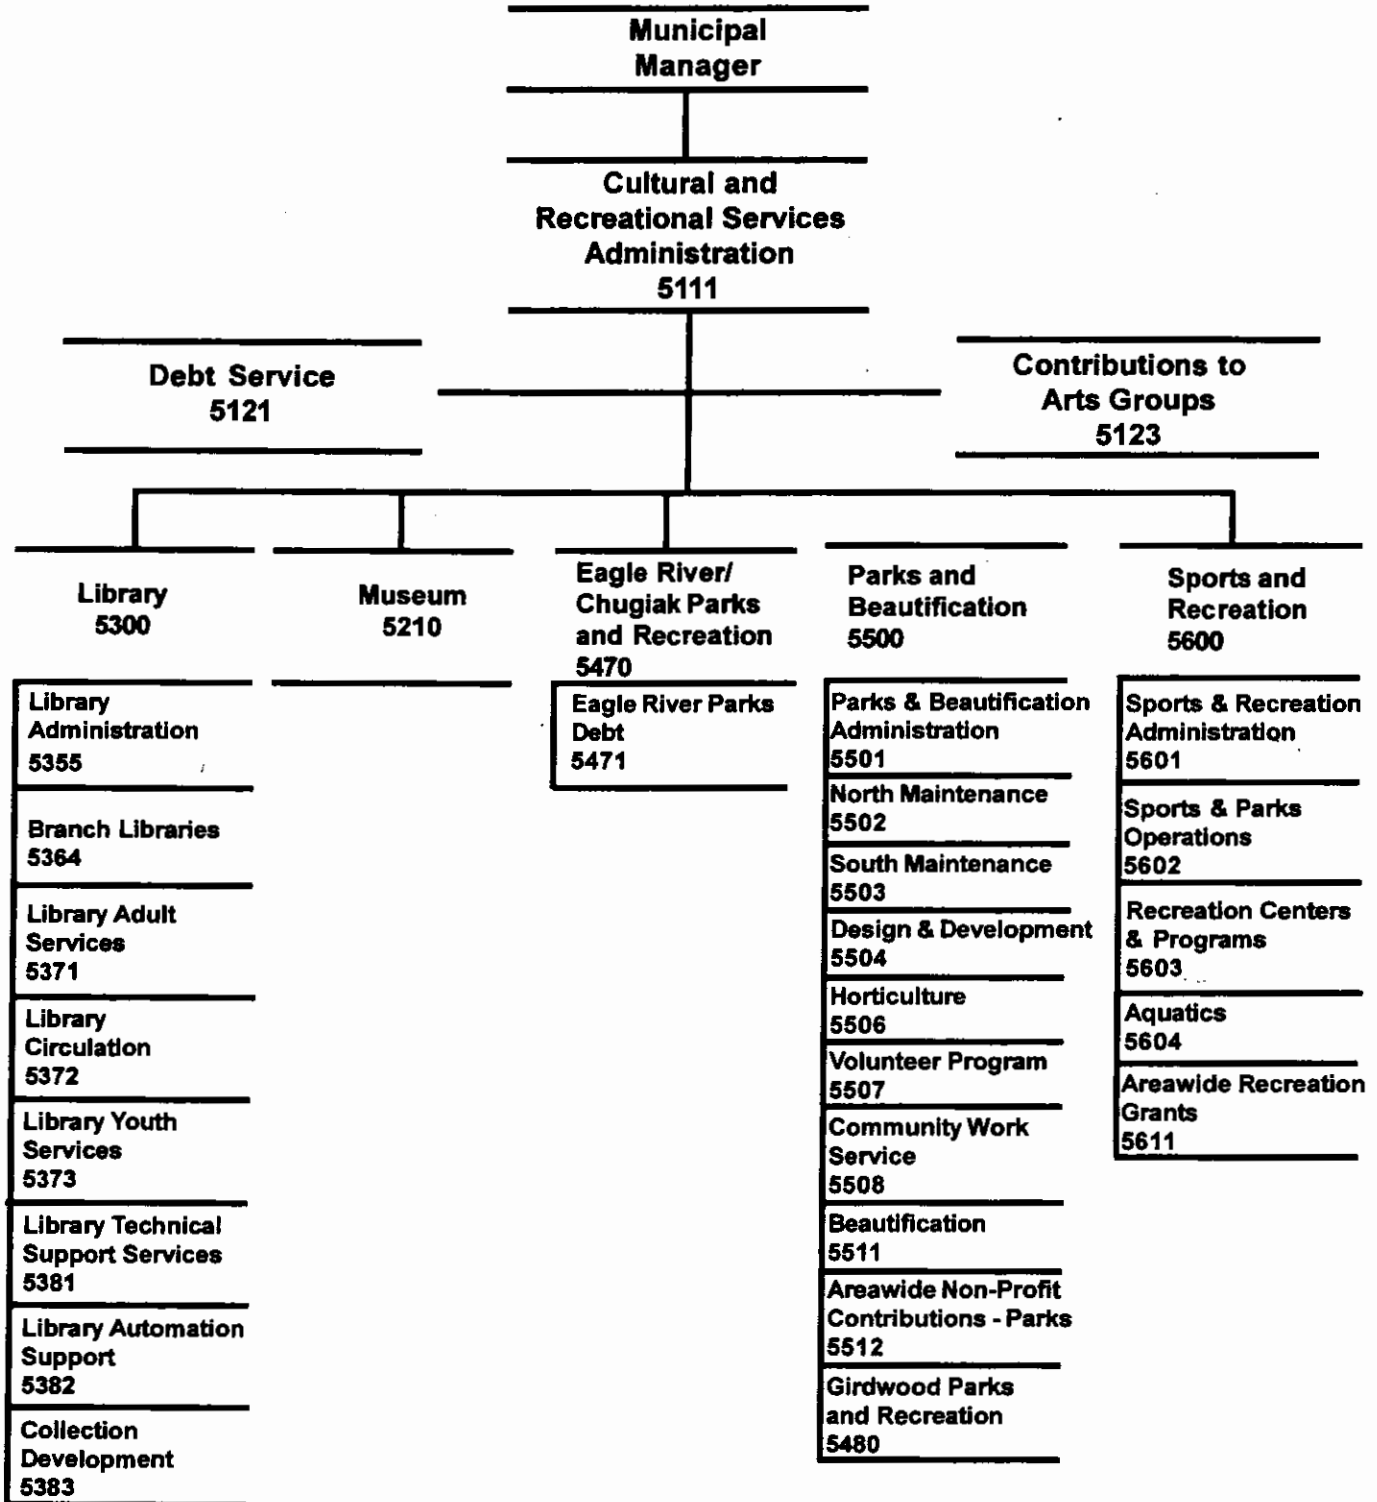 Municipal
Manager
Cultural and
Recreational Services
Administration
5111
Debt Service
5121
Contributions to
Arts Groups
5123
Library
5300
Museum
5210
Eagle River/
Chugiak Parks
and Recreation
5470
Parks and
Beautification
5500
Sports and
Recreation
5600
Library
Administration
5355
Branch Libraries
5364
Library Adult
Services
5371
Library
Circulation
5372
Library Youth
Services
5373
Library Technical
Support Services
5381
Library Automation
Support
5382
Collection
Development
5383
Eagle River Parks
Debt
5471
Parks & Beautification
Administration
5501
North Maintenance
5502
South Maintenance
5503
Design & Development
5504
Horticulture
5506
Volunteer Program
5507
Community Work
Service
5508
Beautification
5511
Areawide Non-Profit
Contributions - Parks
5512
Girdwood Parks
and Recreation
5480
Sports & Recreation
Administration
5601
Sports & Parks
Operations
5602
Recreation Centers
& Programs
5603
Aquatics
5604
Areawide Recreation
Grants
5611